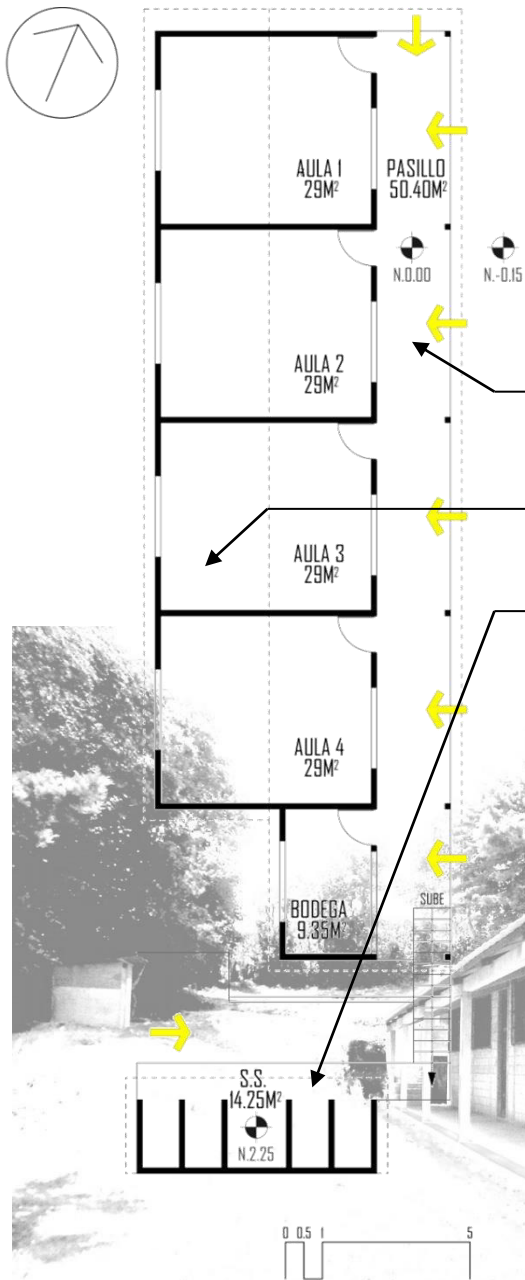 AULA 1
29M²
PASILLO
50.40M²
N.0.00
N.-0.15
AULA 2
29M²
AULA 3
29M²
AULA 4
29M²
BODEGA
9.35M
SUBE
S.S.
14.25M²
N.2.25
0 0.5 1 5